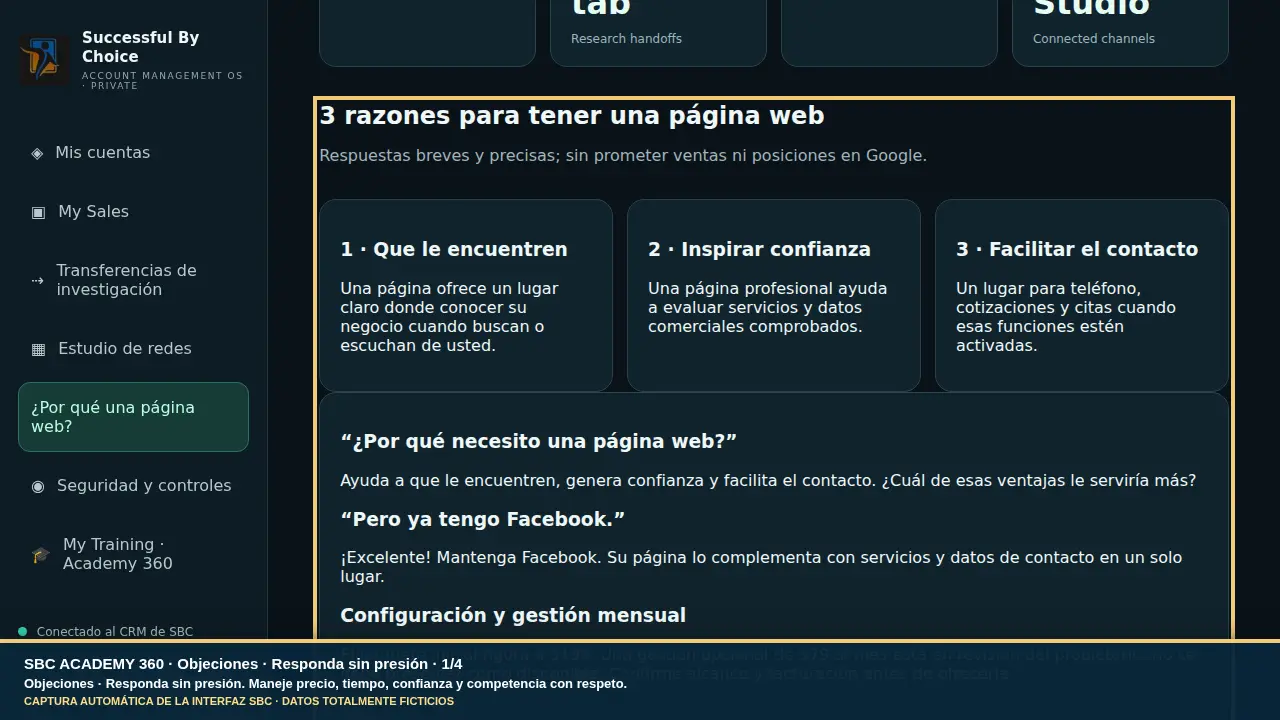 Successful By
Choice
ACCOUNT MANAGEMENT OS
· PRIVATE
Mis cuentas
My Sales
Transferencias de
investigación
Estudio de redes
¿Por qué una página
web?
Seguridad y controles
My Training ·
Academy 360
Conectado al CRM de SBC
tab
Research handoffs
Studio
Connected channels
3 razones para tener una página web
Respuestas breves y precisas; sin prometer ventas ni posiciones en Google.
1 · Que le encuentren
Una página ofrece un lugar
claro donde conocer su
negocio cuando buscan o
escuchan de usted.
2 · Inspirar confianza
Una página profesional ayuda
a evaluar servicios y datos
comerciales comprobados.
3 · Facilitar el contacto
Un lugar para teléfono,
cotizaciones y citas cuando
esas funciones estén
activadas.
“¿Por qué necesito una página web?”
Ayuda a que le encuentren, genera confianza y facilita el contacto. ¿Cuál de esas ventajas le serviría más?
“Pero ya tengo Facebook.”
¡Excelente! Mantenga Facebook. Su página lo complementa con servicios y datos de contacto en un solo
lugar.
Configuración y gestión mensual
SBC ACADEMY 360 · Objeciones · Responda sin presión · 1/4
Objeciones · Responda sin presión. Maneje precio, tiempo, confianza y competencia con respeto.
CAPTURA AUTOMÁTICA DE LA INTERFAZ SBC · DATOS TOTALMENTE FICTICIOS